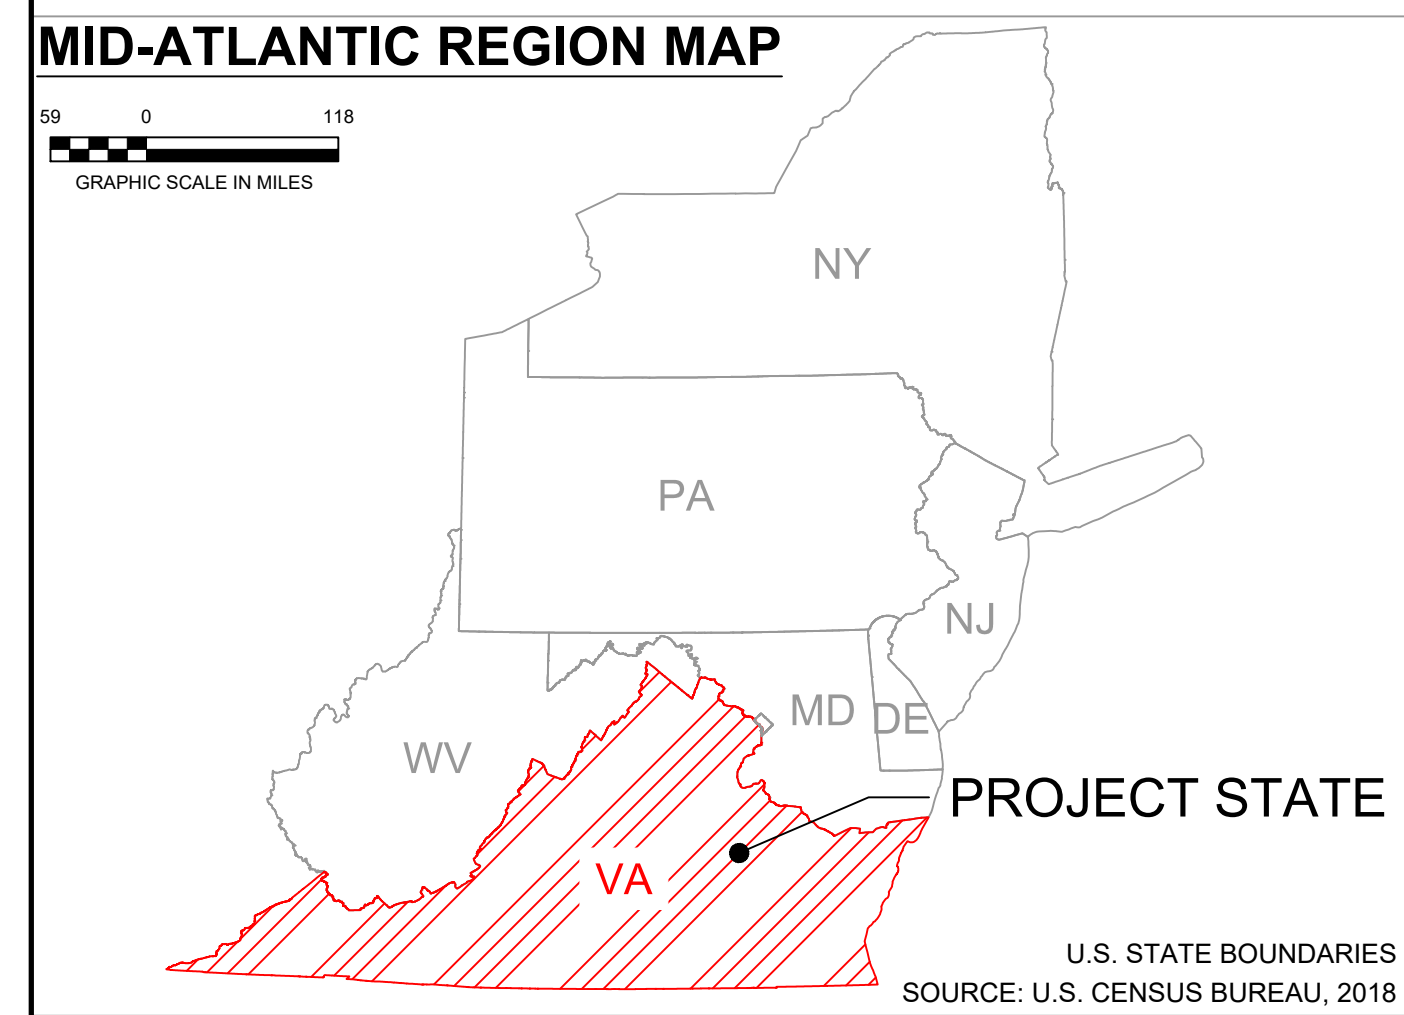 MID-ATLANTIC REGION MAP
59 0 118
GRAPHIC SCALE IN MILES
NY
PA
NJ
MD DE
WV
PROJECT STATE
VA
U.S. STATE BOUNDARIES
SOURCE: U.S. CENSUS BUREAU, 2018